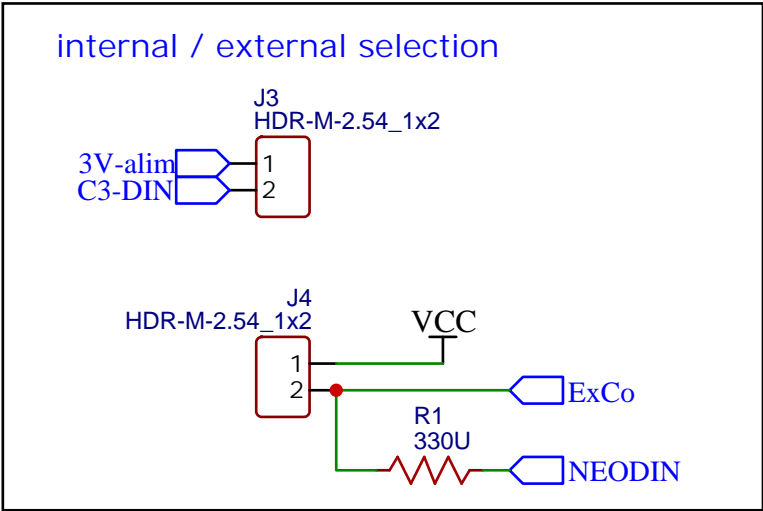 internal / external selection
J3
HDR-M-2.54_1x2
3V-alim 1
C3-DIN 2
J4
HDR-M-2.54_1x2
VCC
1
2
ExCo
R1
330U
NEODIN